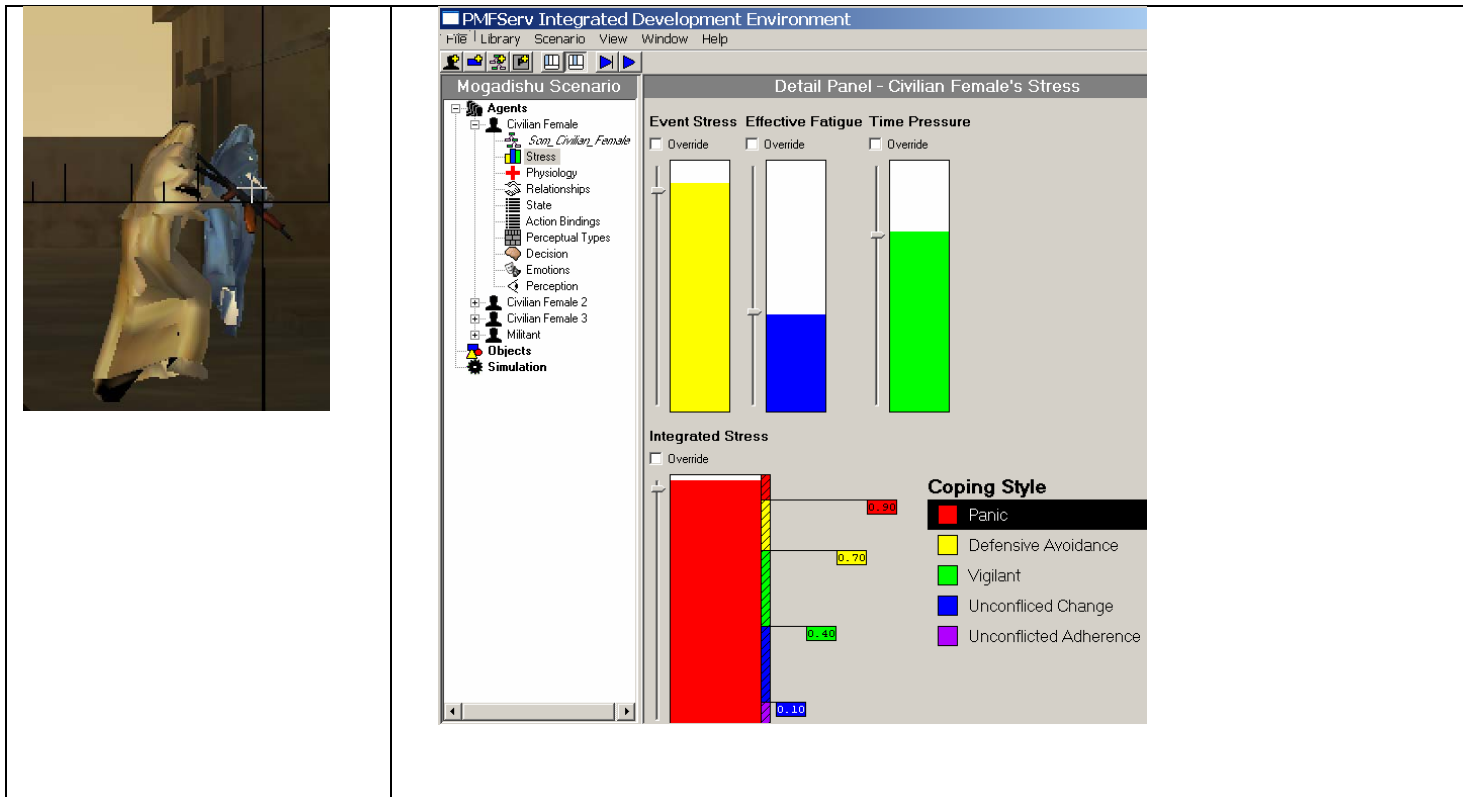 PMFServ Integrated Development Environment
File Library Scenario View Window Help
Mogadishu Scenario
Agents
Civilian Female
Som_Civilian_Female
Stress
Physiology
Relationships
State
Action Bindings
Perceptual Types
Decision
Emotions
Perception
Civilian Female 2
Civilian Female 3
Militant
Objects
Simulation
Detail Panel - Civilian Female's Stress
Event Stress Effective Fatigue Time Pressure
Override Override Override
Integrated Stress
Override
0.90
0.70
0.40
0.10
Coping Style
Panic
Defensive Avoidance
Vigilant
Unconfliced Change
Unconflicted Adherence